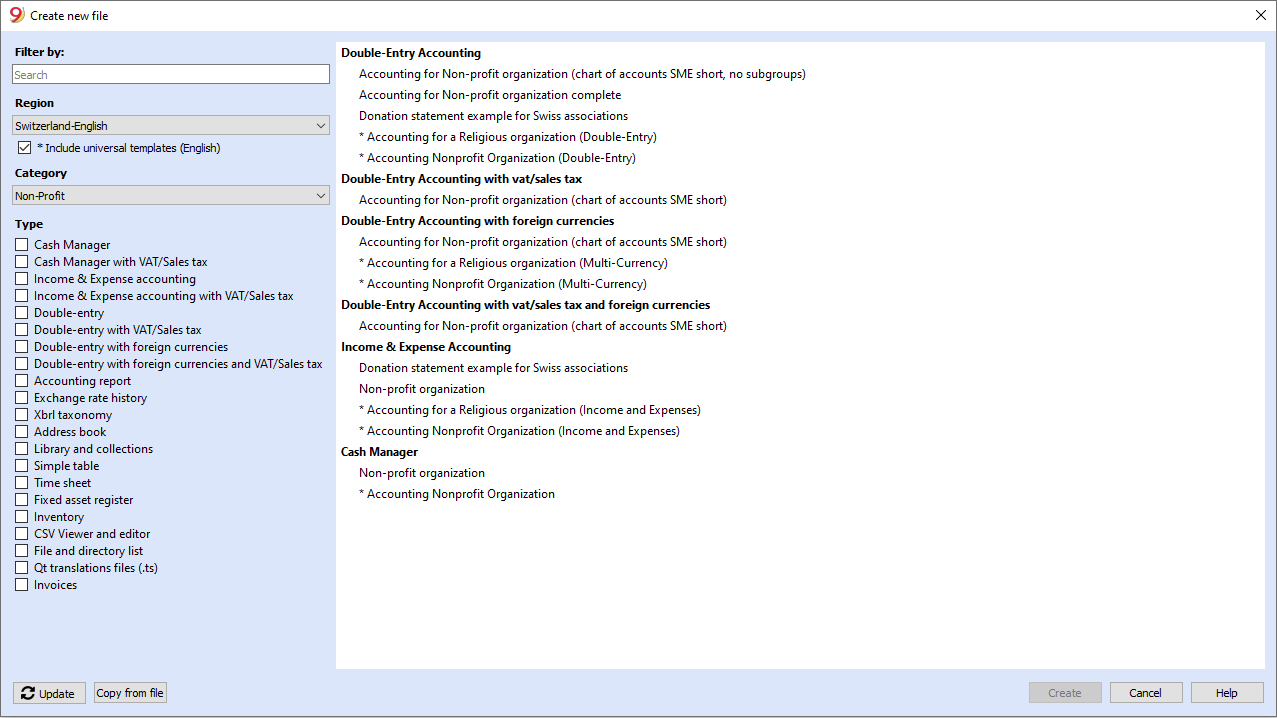 Create new file
Filter by:
Search
Region
Switzerland-English
* Include universal templates (English)
Category
Non-Profit
Type
Cash Manager
Cash Manager with VAT/Sales tax
Income & Expense accounting
Income & Expense accounting with VAT/Sales tax
Double-entry
Double-entry with VAT/Sales tax
Double-entry with foreign currencies
Double-entry with foreign currencies and VAT/Sales tax
Accounting report
Exchange rate history
Xbrl taxonomy
Address book
Library and collections
Simple table
Time sheet
Fixed asset register
Inventory
CSV Viewer and editor
File and directory list
Qt translations files (.ts)
Invoices
Double-Entry Accounting
Accounting for Non-profit organization (chart of accounts SME short, no subgroups)
Accounting for Non-profit organization complete
Donation statement example for Swiss associations
* Accounting for a Religious organization (Double-Entry)
* Accounting Nonprofit Organization (Double-Entry)
Double-Entry Accounting with vat/sales tax
Accounting for Non-profit organization (chart of accounts SME short)
Double-Entry Accounting with foreign currencies
Accounting for Non-profit organization (chart of accounts SME short)
* Accounting for a Religious organization (Multi-Currency)
* Accounting Nonprofit Organization (Multi-Currency)
Double-Entry Accounting with vat/sales tax and foreign currencies
Accounting for Non-profit organization (chart of accounts SME short)
Income & Expense Accounting
Donation statement example for Swiss associations
Non-profit organization
* Accounting for a Religious organization (Income and Expenses)
* Accounting Nonprofit Organization (Income and Expenses)
Cash Manager
Non-profit organization
* Accounting Nonprofit Organization
Update
Copy from file
Create
Cancel
Help